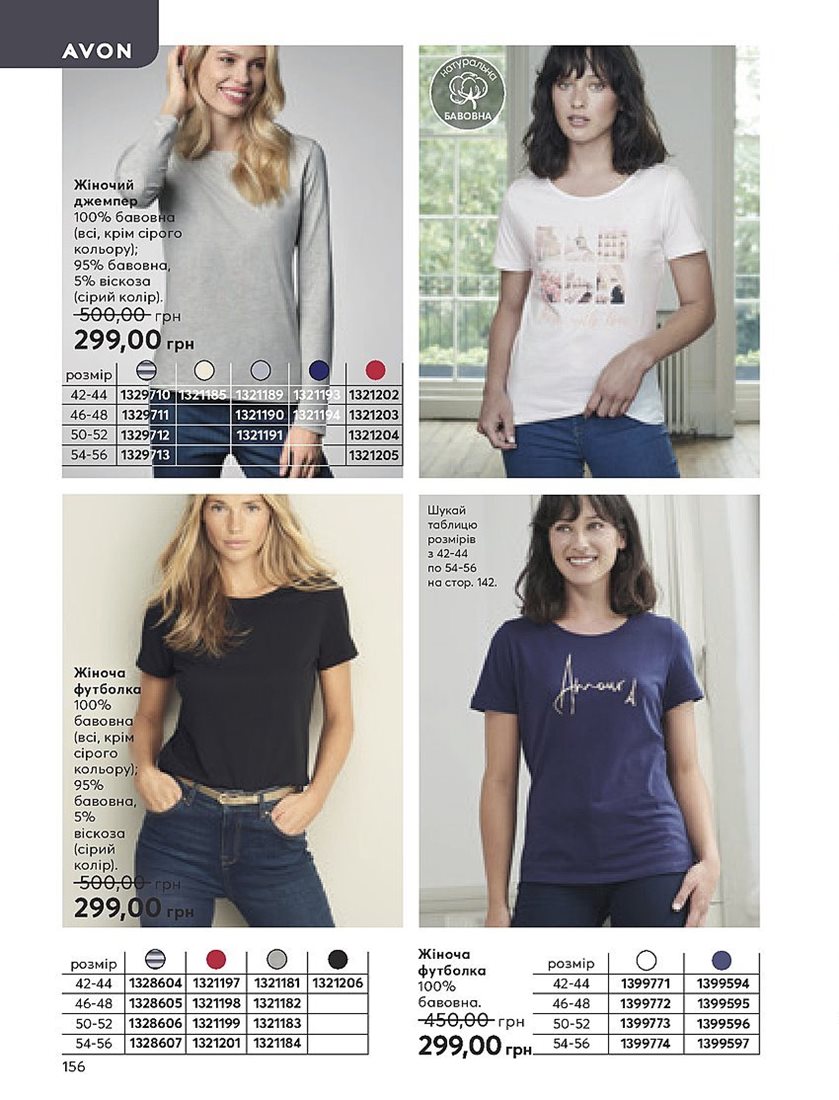 AVON
натуральна
БАВОВНА
Жіночий
джемпер
100% бавовна
(всі, крім сірого
кольору);
95% бавовна,
5% віскоза
(сірий колір).
500,00 грн
299,00 грн
розмір
42-44 1329710 1321185 1321189 1321193 1321202
46-48 1329711 1321190 1321194 1321203
50-52 1329712 1321191 1321204
54-56 1329713 1321205
Шукай
таблицю
розмірів
з 42-44
по 54-56
на стор. 142.
Amour
Жіноча
футболка
100%
бавовна
(всі, крім
сірого
кольору);
95%
бавовна,
5%
віскоза
(сірий
колір).
500,00 грн
299,00 грн
розмір
42-44 1328604 1321197 1321181 1321206
46-48 1328605 1321198 1321182
50-52 1328606 1321199 1321183
54-56 1328607 1321201 1321184
Жіноча
футболка
100%
бавовна.
450,00 грн
299,00 грн
розмір
42-44 1399771 1399594
46-48 1399772 1399595
50-52 1399773 1399596
54-56 1399774 1399597
156